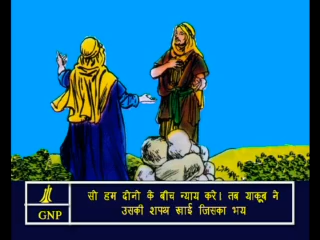 सो हम दोनो के बीच न्याय करे। तब याकूब ने
उसकी शपथ खाई जिसका भय
GNP